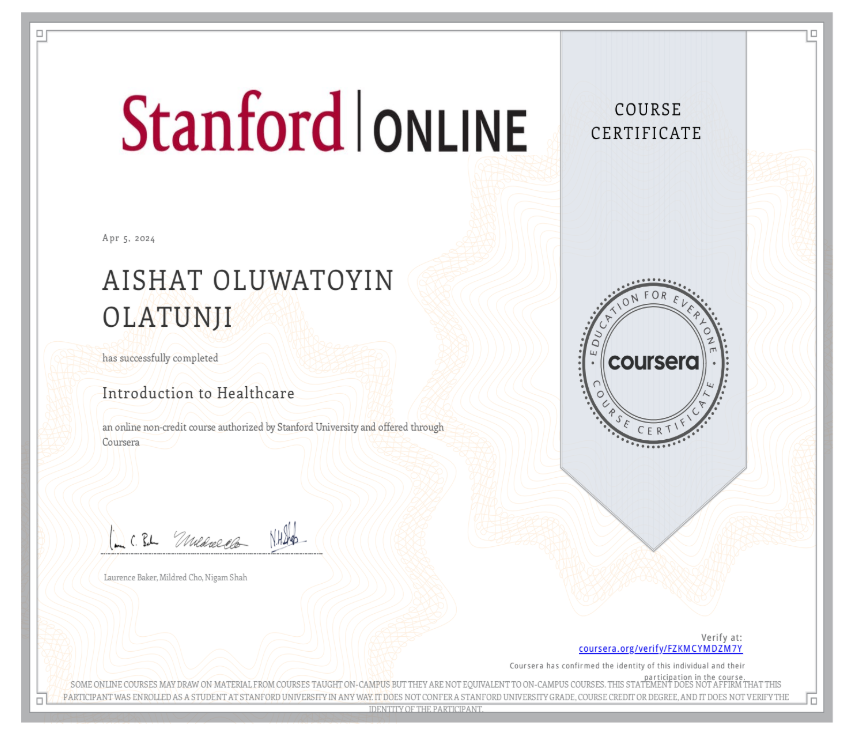 Stanford | ONLINE
COURSE
CERTIFICATE
Apr 5, 2024
AISHAT OLUWATOYIN
OLATUNJI
has successfully completed
Introduction to Healthcare
an online non-credit course authorized by Stanford University and offered through
Coursera
EDUCATION FOR EVERYONE
coursera
COURSE CERTIFICATE
Laurence Baker, Mildred Cho, Nigam Shah
Verify at:
coursera.org/verify/FZKMCYMDZM7Y
Coursera has confirmed the identity of this individual and their
participation in the course.
SOME ONLINE COURSES MAY DRAW ON MATERIAL FROM COURSES TAUGHT ON-CAMPUS BUT THEY ARE NOT EQUIVALENT TO ON-CAMPUS COURSES. THIS STATEMENT DOES NOT AFFIRM THAT THIS
PARTICIPANT WAS ENROLLED AS A STUDENT AT STANFORD UNIVERSITY IN ANY WAY. IT DOES NOT CONFER A STANFORD UNIVERSITY GRADE, COURSE CREDIT OR DEGREE, AND IT DOES NOT VERIFY THE
IDENTITY OF THE PARTICIPANT.